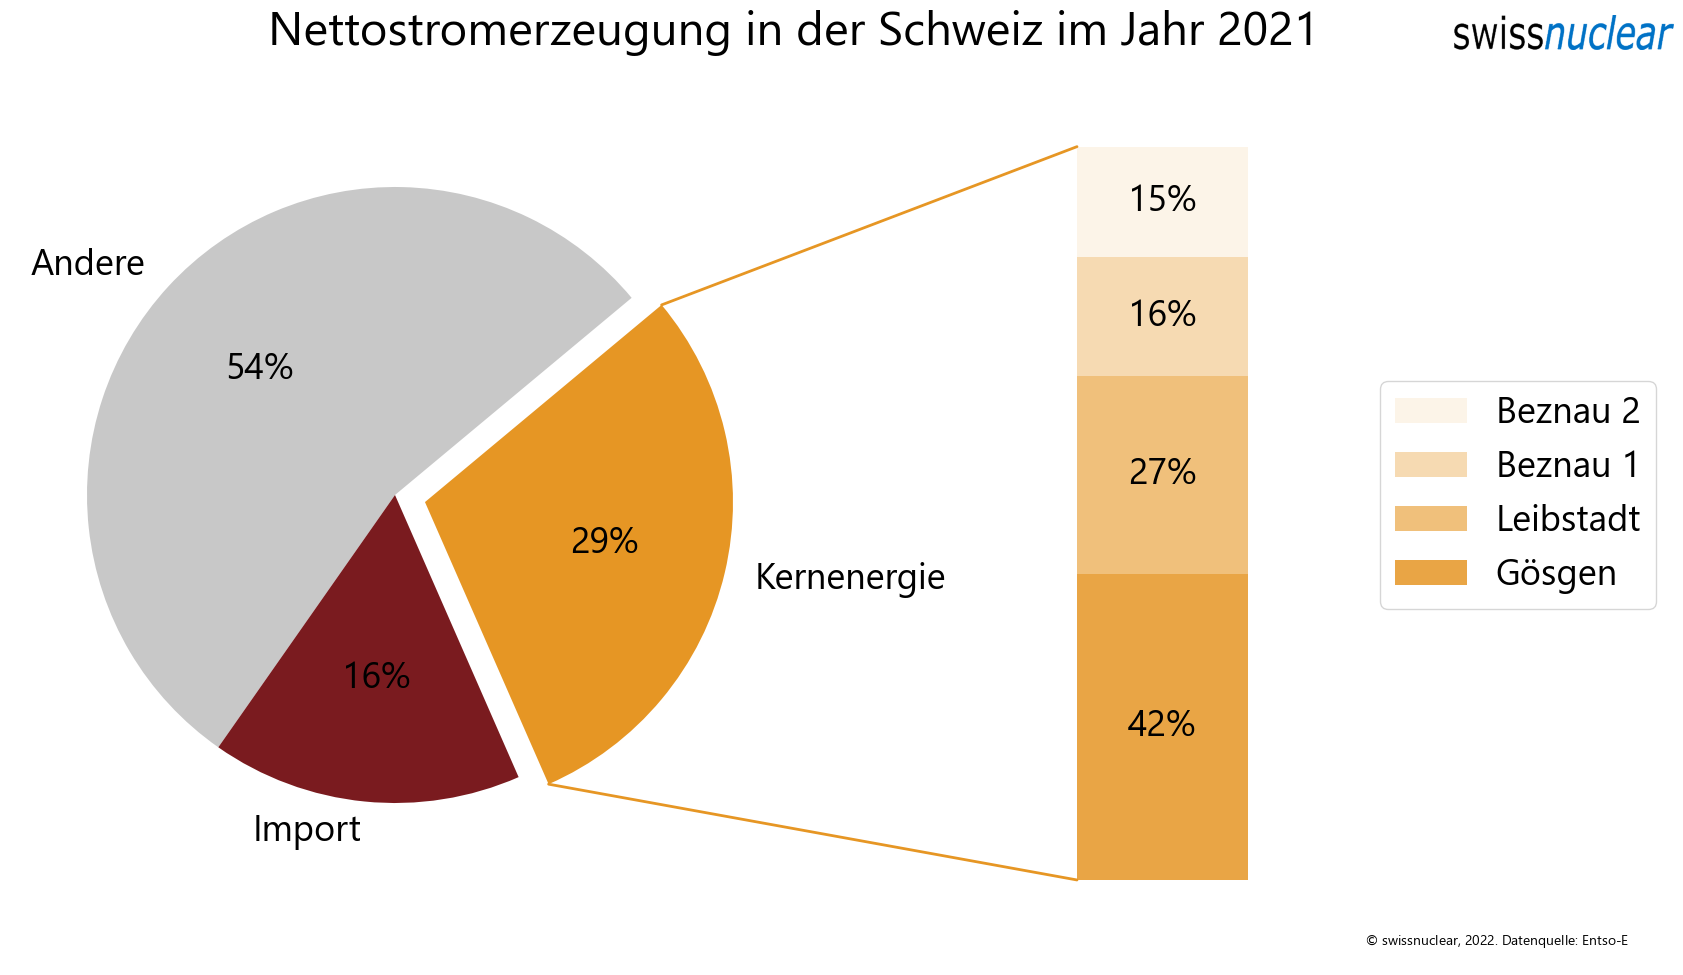 Nettostromerzeugung in der Schweiz im Jahr 2021
swissnuclear
Andere
54%
29%
Kernenergie
16%
Import
15%
16%
27%
42%
Beznau 2
Beznau 1
Leibstadt
Gösgen
© swissnuclear, 2022. Datenquelle: Entso-E